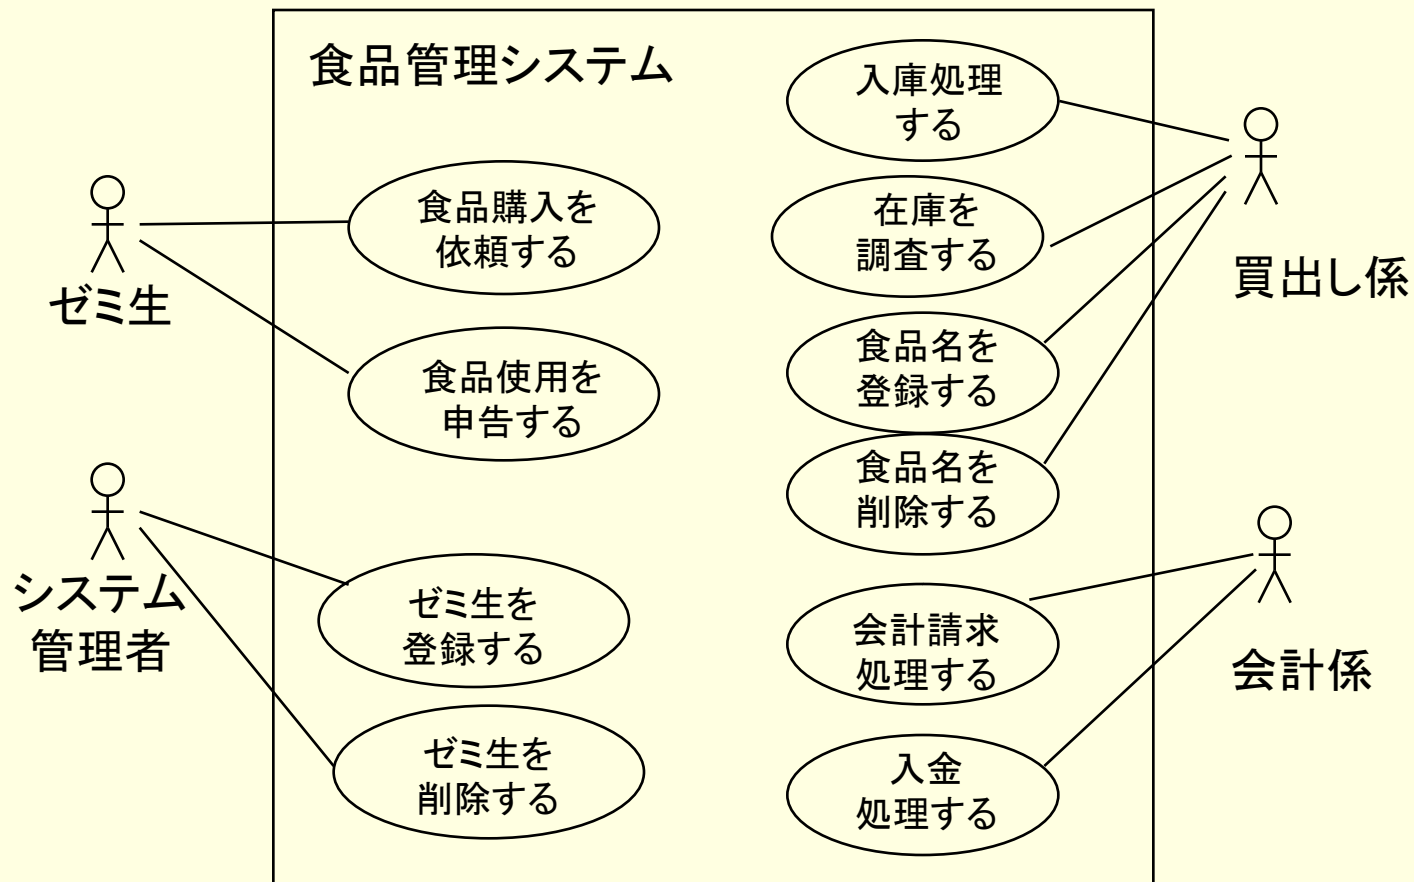 食品管理システム
ゼミ生
食品購入を
依頼する
食品使用を
申告する
システム
管理者
ゼミ生を
登録する
ゼミ生を
削除する
入庫処理
する
在庫を
調査する
食品名を
登録する
食品名を
削除する
買出し係
会計請求
処理する
入金
処理する
会計係